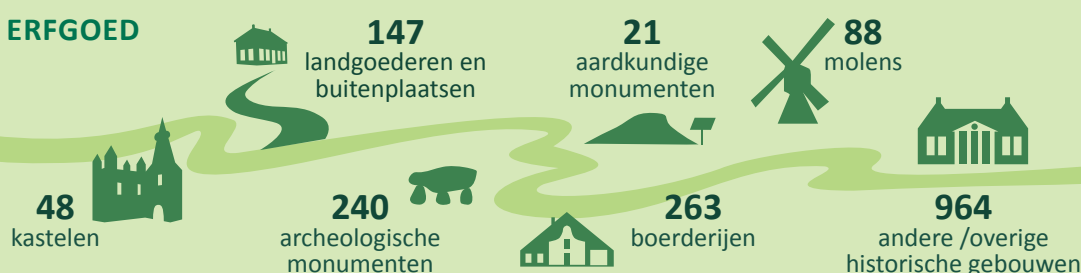 ERFGOED
147
landgoederen en
buitenplaatsen
21
aardkundige
monumenten
88
molens
48
kastelen
240
archeologische
monumenten
263
boerderijen
964
andere /overige
historische gebouwen